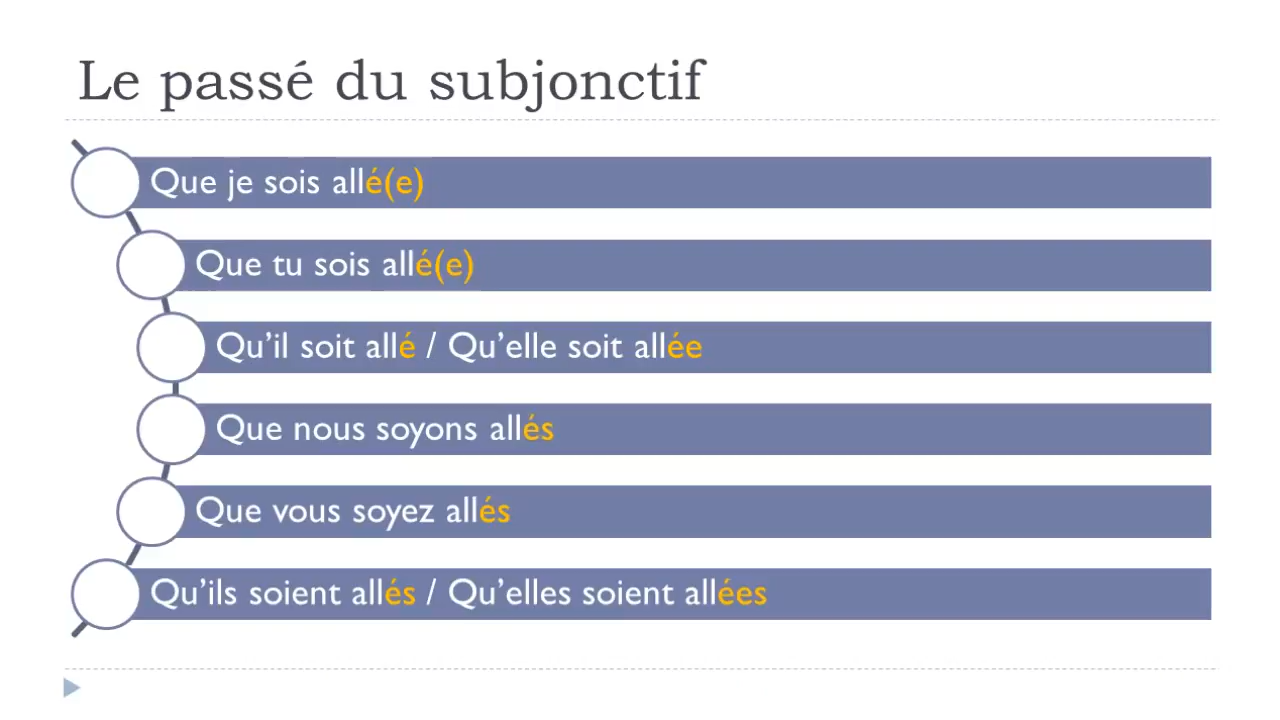 Le passé du subjonctif
Que je sois allé(e)
Que tu sois allé(e)
Qu’il soit allé / Qu’elle soit allée
Que nous soyons allés
Que vous soyez allés
Qu’ils soient allés / Qu’elles soient allées